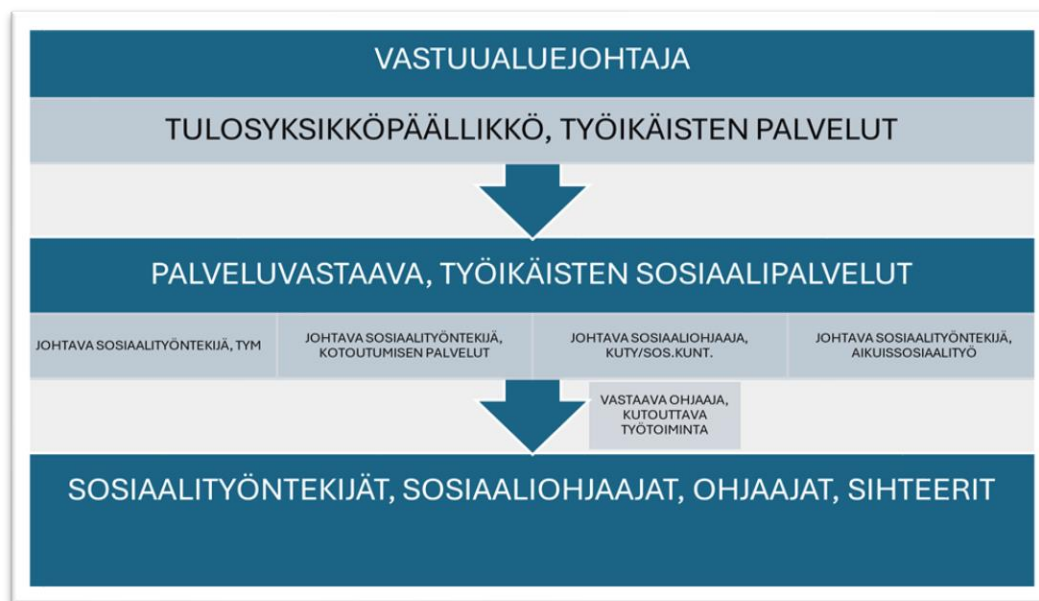 VASTUUALUEJOHTAJA
TULOSYKSIKKÖPÄÄLLIKKÖ, TYÖIKÄISTEN PALVELUT
PALVELUVASTAAVA, TYÖIKÄISTEN SOSIAALIPALVELUT
JOHTAVA SOSIAALITYÖNTEKIJÄ, TYM
JOHTAVA SOSIAALITYÖNTEKIJÄ,
KOTOUTUMISEN PALVELUT
JOHTAVA SOSIAALIOHJAAJA,
KUTY/SOS.KUNT.
JOHTAVA SOSIAALITYÖNTEKIJÄ,
AIKUISSOSIAALITYÖ
VASTAAVA OHJAAJA,
KUTOUTTAVA
TYÖTOIMINTA
SOSIAALITYÖNTEKIJÄT, SOSIAALIOHJAAJAT, OHJAAJAT, SIHTEERIT